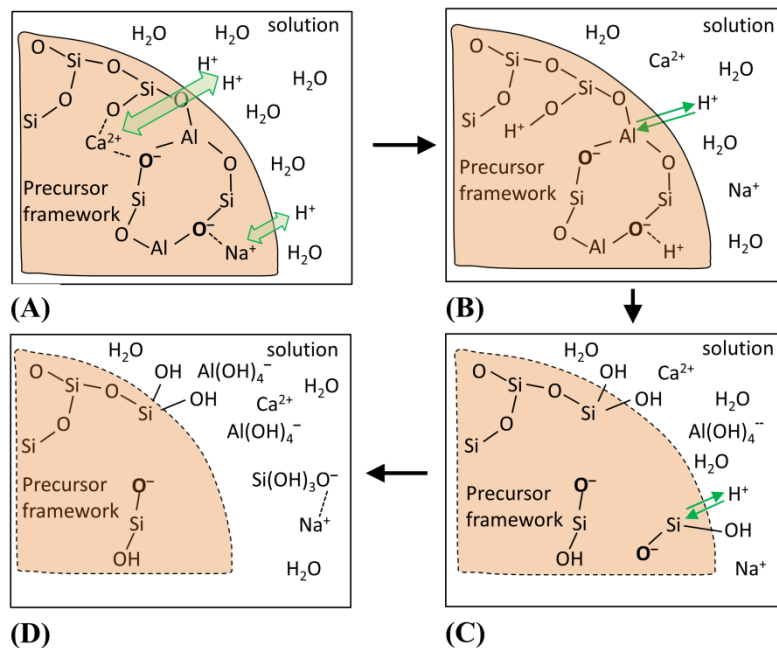 H₂O H₂O solution
O Si O Si O H⁺ H⁺ H₂O
O O H₂O
Si Ca²⁺ O⁻ Al H₂O
Precursor framework
Si O Si H⁺
O Al O⁻ Na⁺ H₂O
(A)
H₂O solution
O Si O Si O Ca²⁺ H₂O
O O H⁺
Si H⁺ O⁻ Al H₂O
Precursor framework
Si O Si Na⁺
O Al O⁻ H⁺ H₂O
(B)
H₂O solution
O Si O Si OH OH Al(OH)₄⁻ H₂O
O Ca²⁺
Si Al(OH)₄⁻
Precursor framework
O⁻ Si OH
Si(OH)₃O⁻
Na⁺
H₂O
(D)
H₂O solution
O Si O Si OH OH Ca²⁺ H₂O
O Al(OH)₄⁻
Si H₂O
Precursor framework
O⁻ Si OH
H⁺
Si OH O⁻
Na⁺
(C)